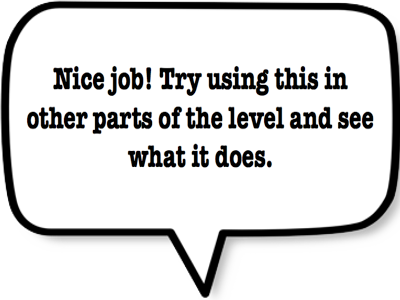 Nice job! Try using this in
other parts of the level and see
what it does.